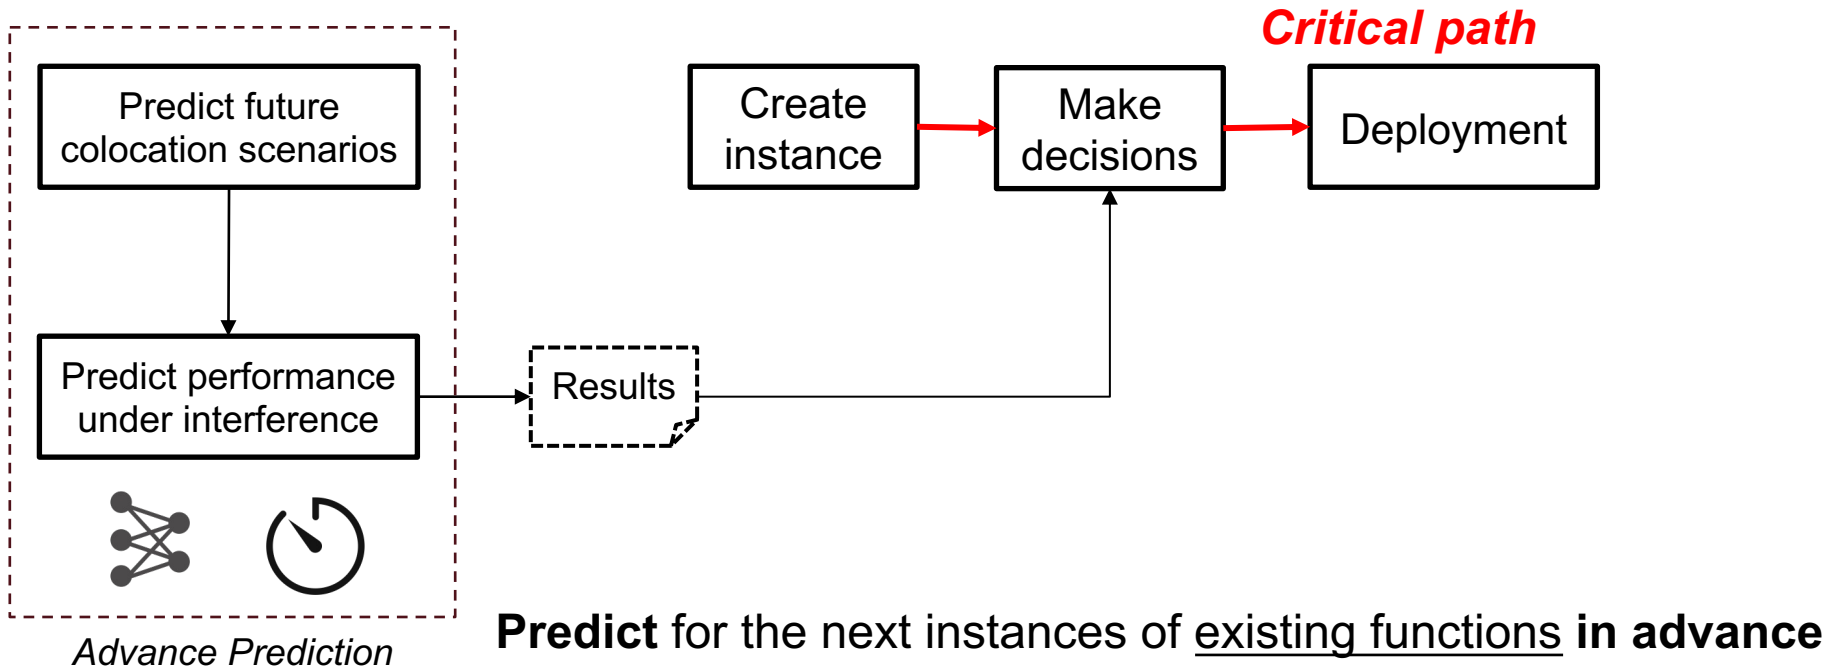 Critical path
Predict future
colocation scenarios
Create
instance
Make
decisions
Deployment
Predict performance
under interference
Results
Predict for the next instances of existing functions in advance
Advance Prediction